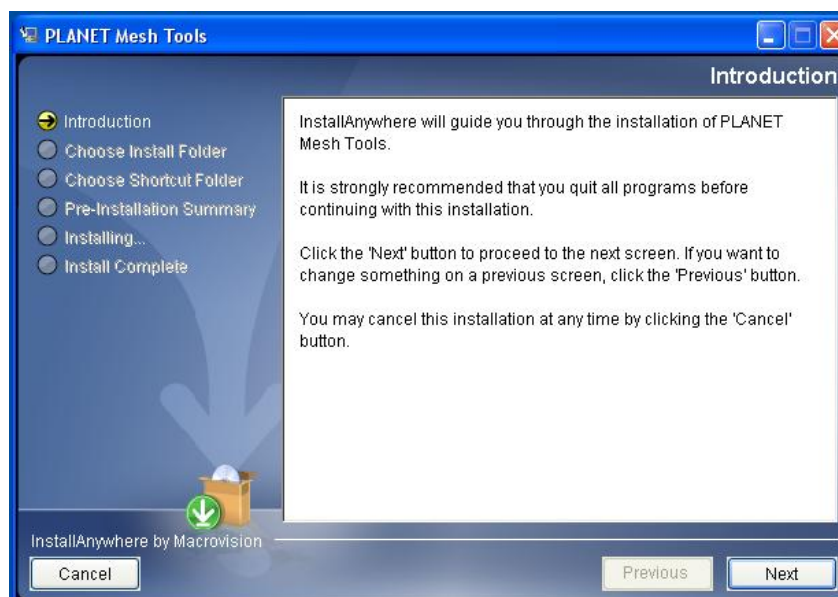 PLANET Mesh Tools
Introduction
Introduction
Choose Install Folder
Choose Shortcut Folder
Pre-Installation Summary
Installing...
Install Complete
InstallAnywhere will guide you through the installation of PLANET
Mesh Tools.
It is strongly recommended that you quit all programs before
continuing with this installation.
Click the 'Next' button to proceed to the next screen. If you want to
change something on a previous screen, click the 'Previous' button.
You may cancel this installation at any time by clicking the 'Cancel'
button.
InstallAnywhere by Macrovision
Cancel
Previous
Next